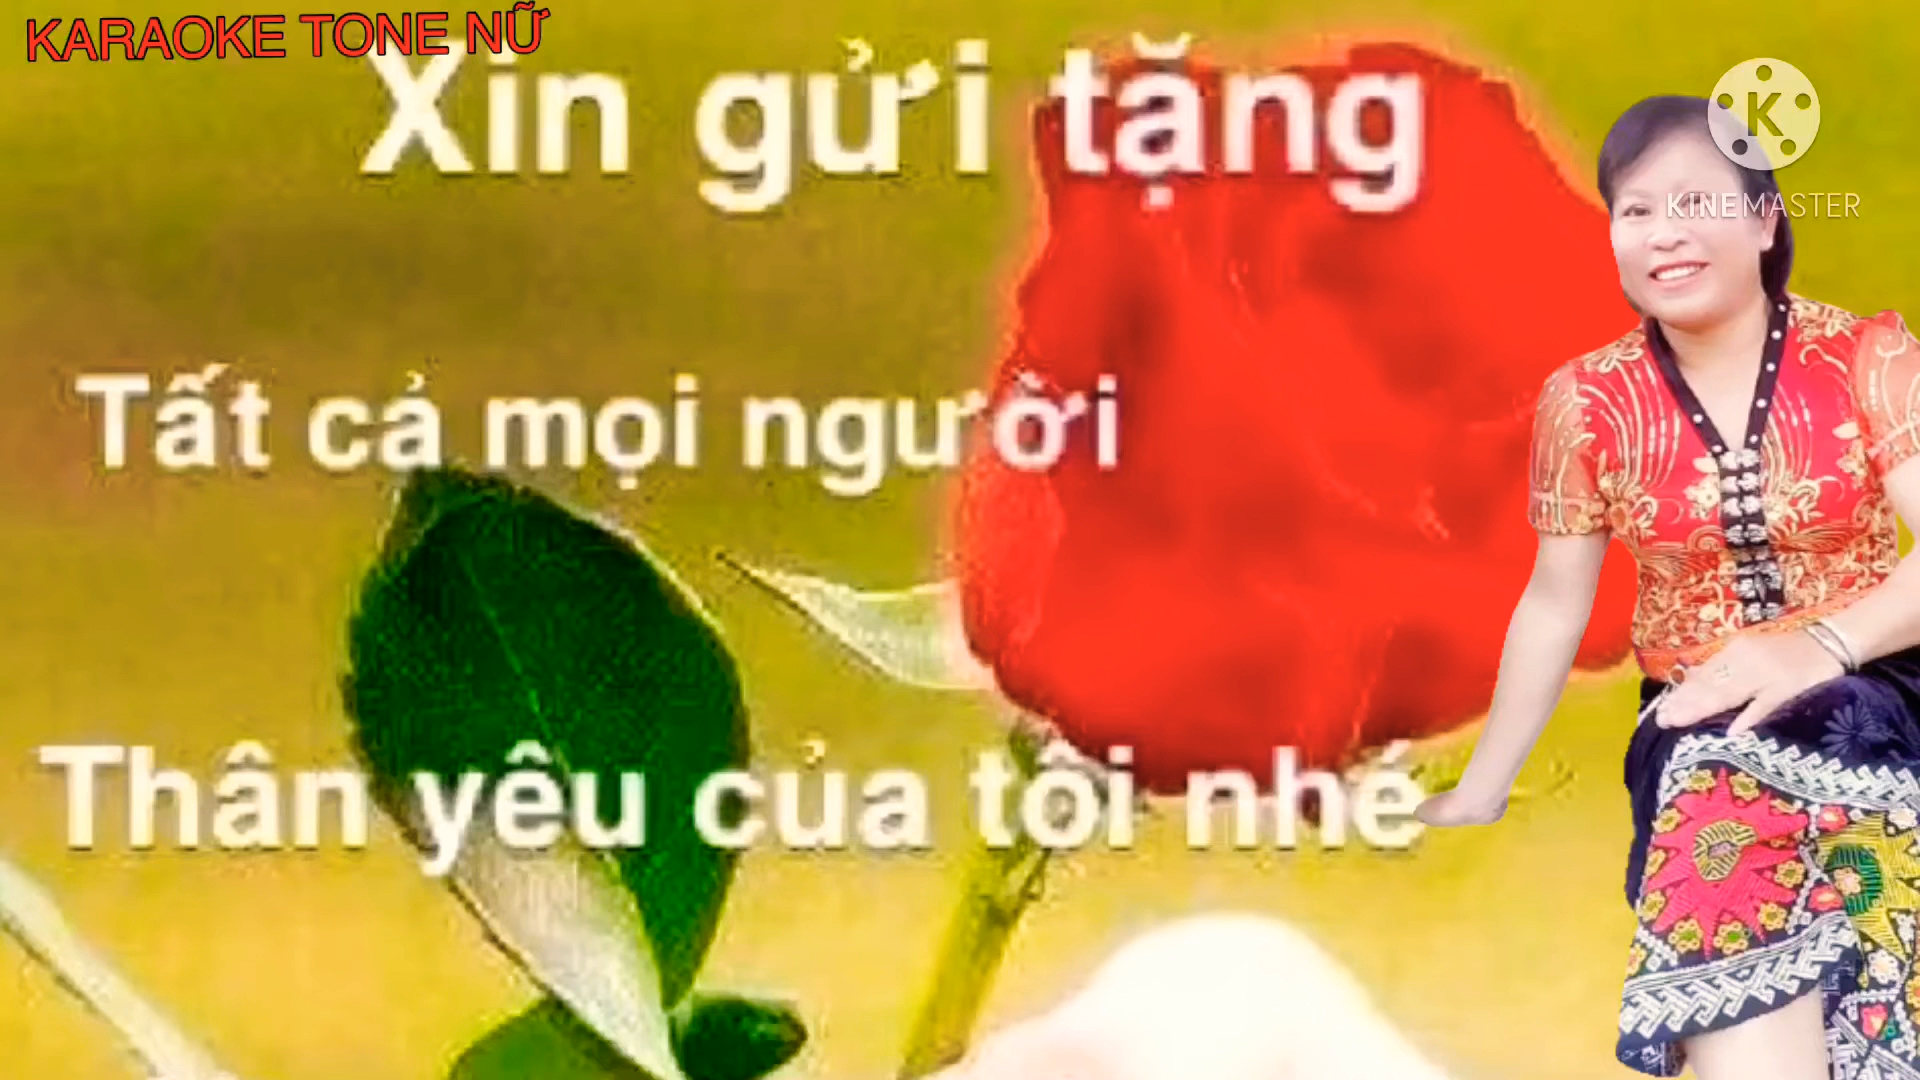 KARAOKE TONE NỮ
Xin gửi tặng
Tất cả mọi người
Thân yêu của tôi nhé
K
KINEMASTER